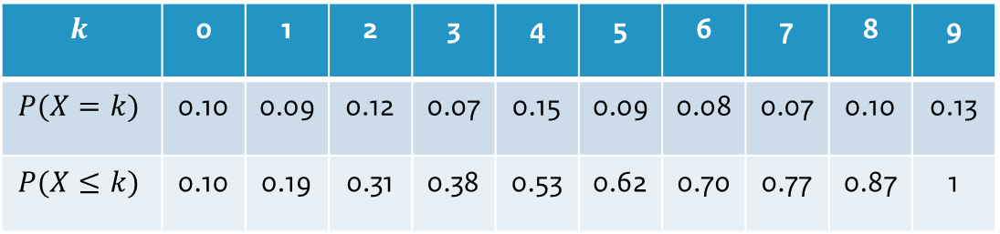 k 0 1 2 3 4 5 6 7 8 9
P(X = k) 0.10 0.09 0.12 0.07 0.15 0.09 0.08 0.07 0.10 0.13
P(X ≤ k) 0.10 0.19 0.31 0.38 0.53 0.62 0.70 0.77 0.87 1